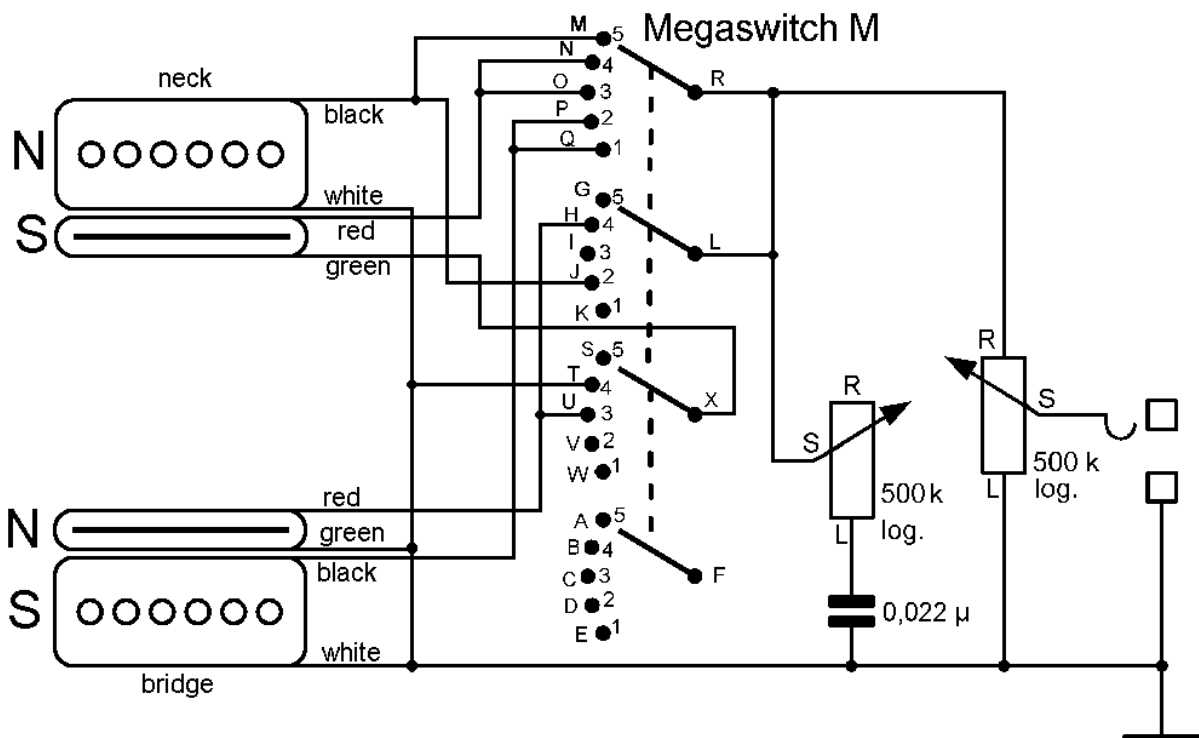 Megaswitch M
M 5
N 4
O 3
P 2
Q 1
R
neck
black
N
white
S
red
green
G 5
H 4
I 3
J 2
K 1
L
S 5
T 4
U 3
V 2
W 1
X
A 5
B 4
C 3
D 2
E 1
F
red
N
green
black
S
white
bridge
R
S
500 k
log.
L
0,022 µ
R
S
500 k
log.
L